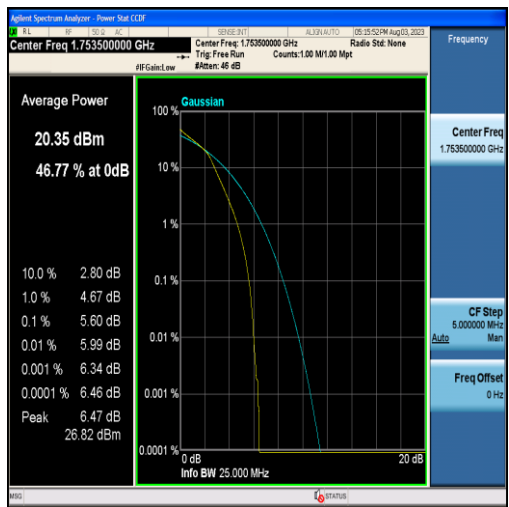 Agilent Spectrum Analyzer - Power Stat CCDF
RL RF 50 Ω AC SENSE:INT ALIGN AUTO 05:15:52 PM Aug 03, 2023
Center Freq 1.753500000 GHz
Center Freq: 1.753500000 GHz Radio Std: None
Trig: Free Run Counts:1.00 M/1.00 Mpt
#IFGain:Low #Atten: 46 dB
Frequency
Average Power
20.35 dBm
46.77 % at 0dB
10.0 % 2.80 dB
1.0 % 4.67 dB
0.1 % 5.60 dB
0.01 % 5.99 dB
0.001 % 6.34 dB
0.0001 % 6.46 dB
Peak 6.47 dB
26.82 dBm
Gaussian
100 %
10 %
1 %
0.1 %
0.01 %
0.001 %
0.0001 %
0 dB 20 dB
Info BW 25.000 MHz
Center Freq
1.753500000 GHz
CF Step
5.000000 MHz
Auto Man
Freq Offset
0 Hz
MSG STATUS